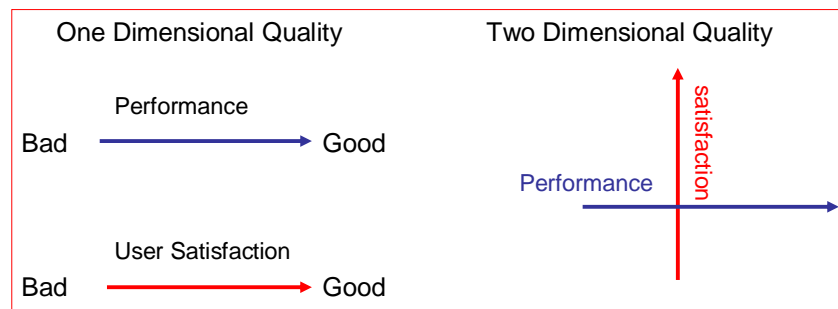 One Dimensional Quality
Performance
Bad Good
User Satisfaction
Bad Good
Two Dimensional Quality
satisfaction
Performance